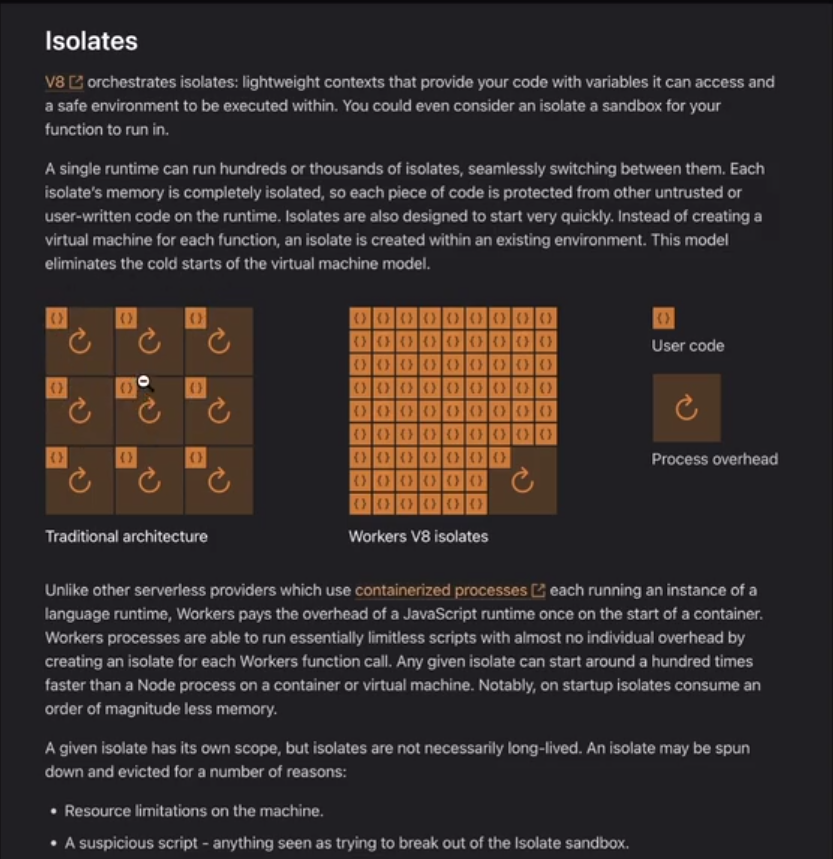 Isolates
V8 orchestrates isolates: lightweight contexts that provide your code with variables it can access and
a safe environment to be executed within. You could even consider an isolate a sandbox for your
function to run in.
A single runtime can run hundreds or thousands of isolates, seamlessly switching between them. Each
isolate's memory is completely isolated, so each piece of code is protected from other untrusted or
user-written code on the runtime. Isolates are also designed to start very quickly. Instead of creating a
virtual machine for each function, an isolate is created within an existing environment. This model
eliminates the cold starts of the virtual machine model.
User code
Process overhead
Traditional architecture
Workers V8 isolates
Unlike other serverless providers which use containerized processes each running an instance of a
language runtime, Workers pays the overhead of a JavaScript runtime once on the start of a container.
Workers processes are able to run essentially limitless scripts with almost no individual overhead by
creating an isolate for each Workers function call. Any given isolate can start around a hundred times
faster than a Node process on a container or virtual machine. Notably, on startup isolates consume an
order of magnitude less memory.
A given isolate has its own scope, but isolates are not necessarily long-lived. An isolate may be spun
down and evicted for a number of reasons:
• Resource limitations on the machine.
• A suspicious script - anything seen as trying to break out of the Isolate sandbox.